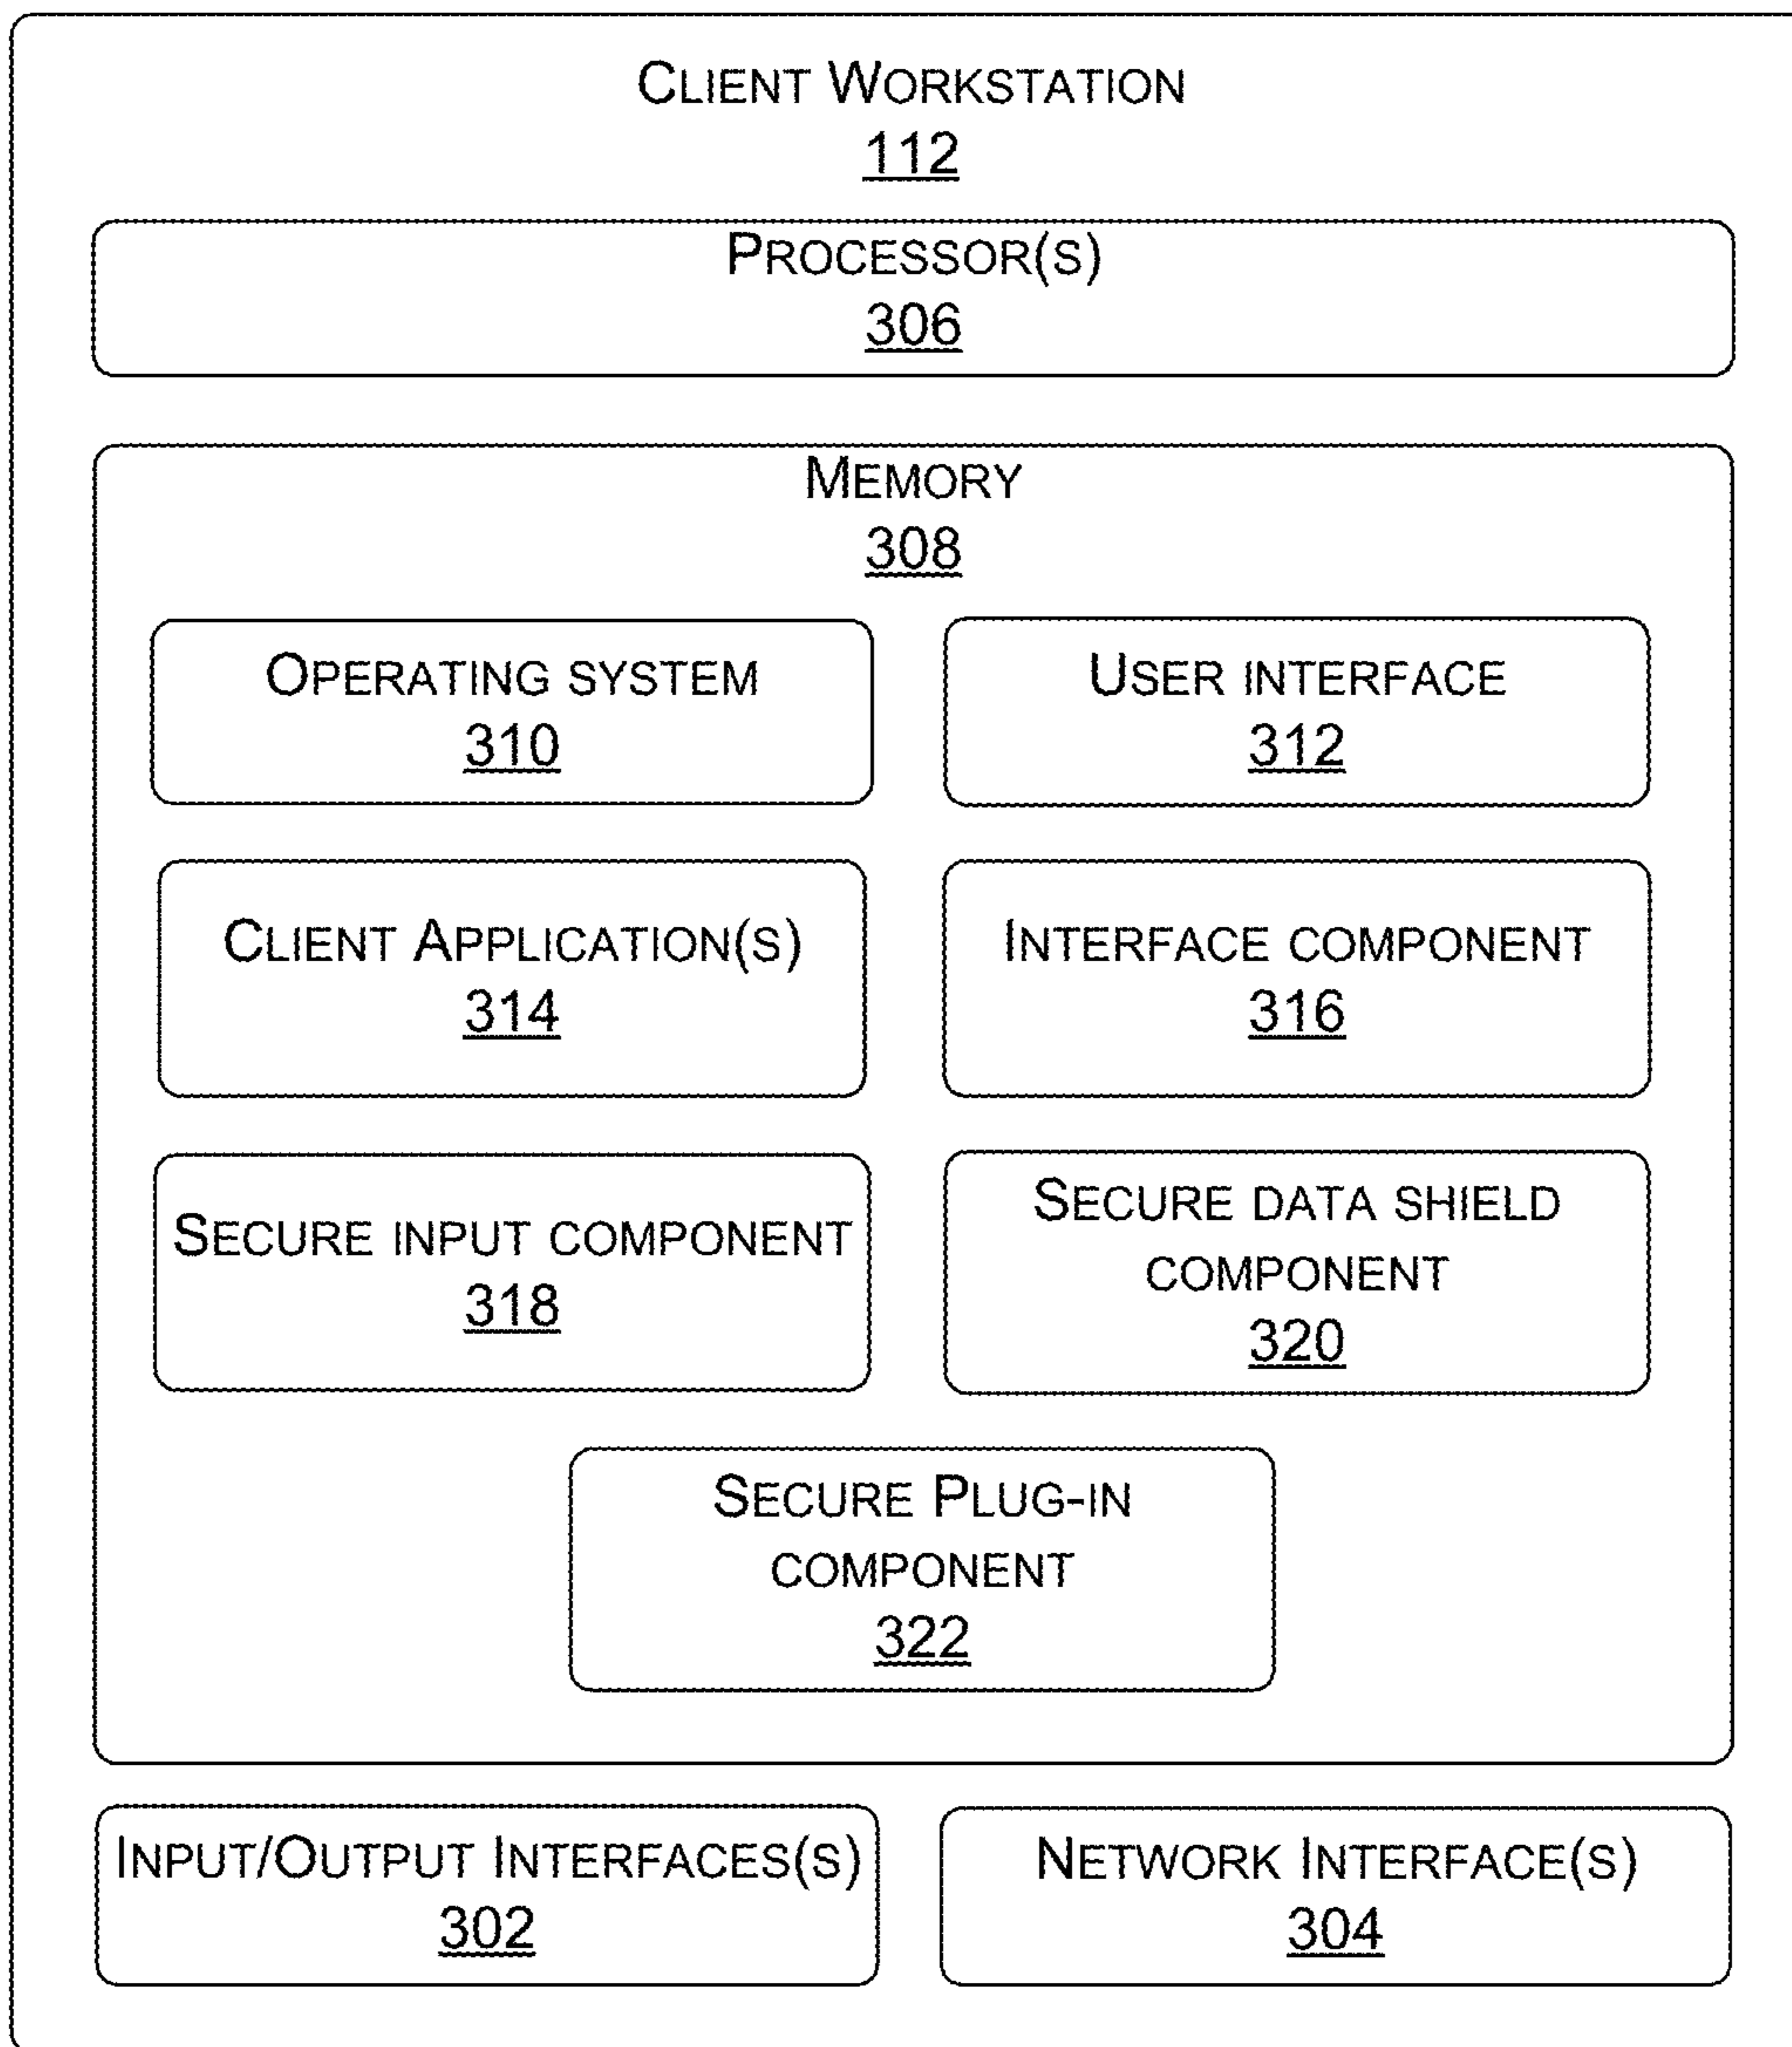 CLIENT WORKSTATION
112
PROCESSOR(S)
306
MEMORY
308
OPERATING SYSTEM
310
USER INTERFACE
312
CLIENT APPLICATION(S)
314
INTERFACE COMPONENT
316
SECURE INPUT COMPONENT
318
SECURE DATA SHIELD
COMPONENT
320
SECURE PLUG-IN
COMPONENT
322
INPUT/OUTPUT INTERFACES(S)
302
NETWORK INTERFACE(S)
304